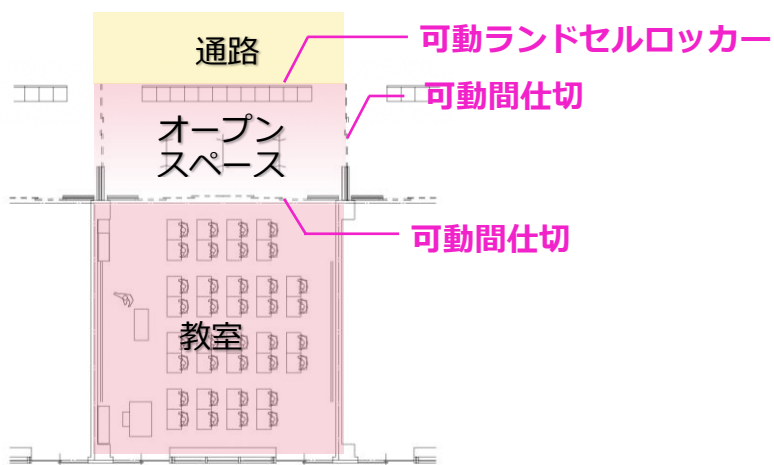 通路
可動ランドセルロッカー
可動間仕切
オープン
スペース
可動間仕切
教室